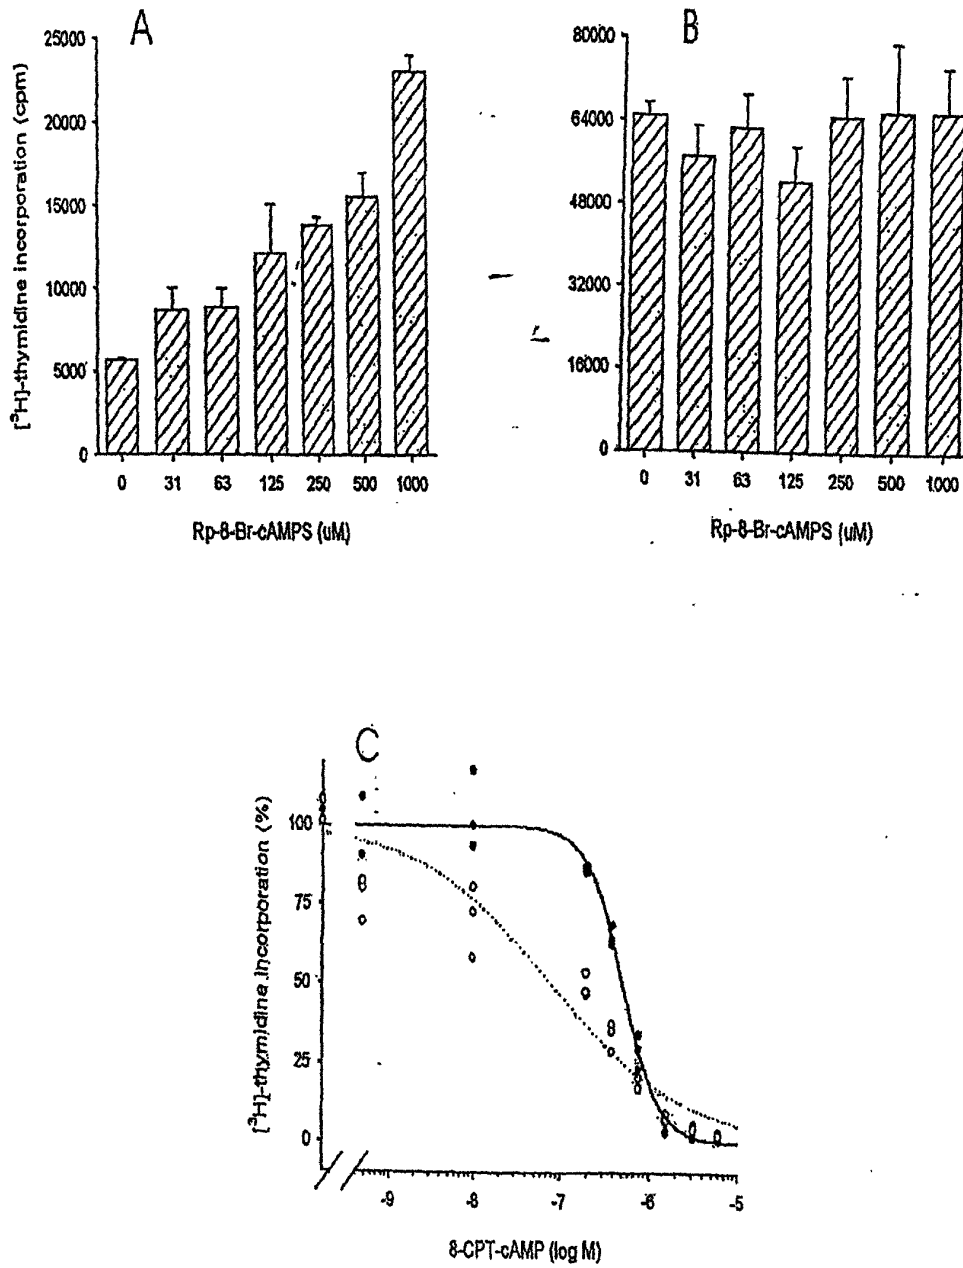 A
[³H]-thymidine incorporation (cpm)
25000
20000
15000
10000
5000
0
0 31 63 125 250 500 1000
Rp-8-Br-cAMPS (uM)
B
80000
64000
48000
32000
16000
0
0 31 63 125 250 500 1000
Rp-8-Br-cAMPS (uM)
C
[³H]-thymidine incorporation (%)
100
75
50
25
0
-9 -8 -7 -6 -5
8-CPT-cAMP (log M)